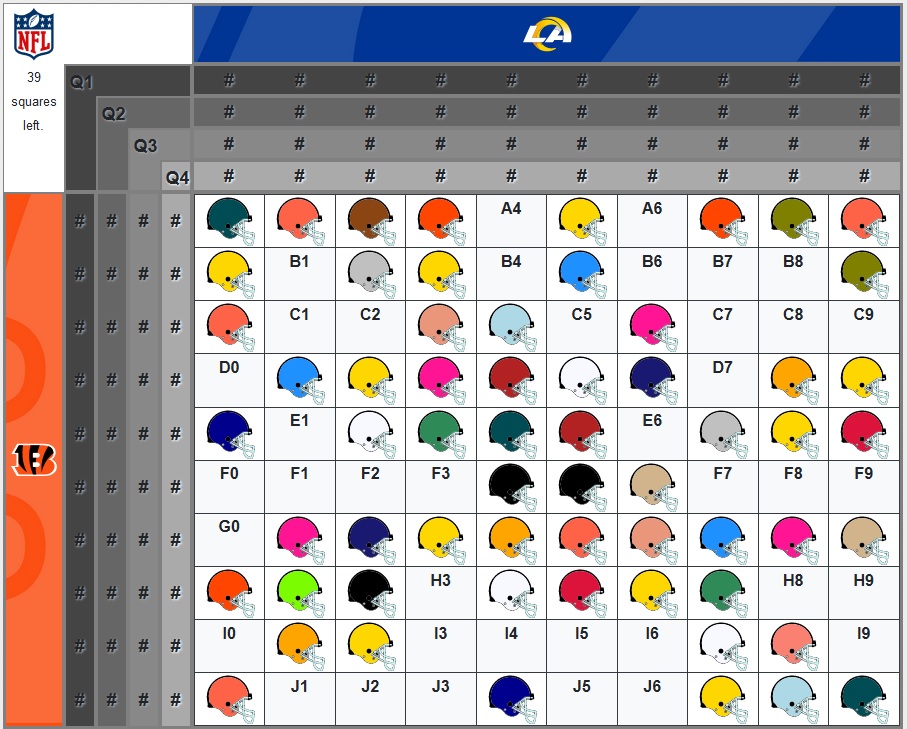 NFL
LA
39
squares
left.
Q1 # # # # # # # # # #
Q2 # # # # # # # # # #
Q3 # # # # # # # # # #
Q4 # # # # # # # # # #
# # # # A4 A6
# # # # B1 B4 B6 B7 B8
# # # # C1 C2 C5 C7 C8 C9
# # # # D0 D7
# # # # E1 E6
# # # # F0 F1 F2 F3 F7 F8 F9
# # # # G0
# # # # H3 H8 H9
# # # # I0 I3 I4 I5 I6 I9
# # # # J1 J2 J3 J5 J6
B